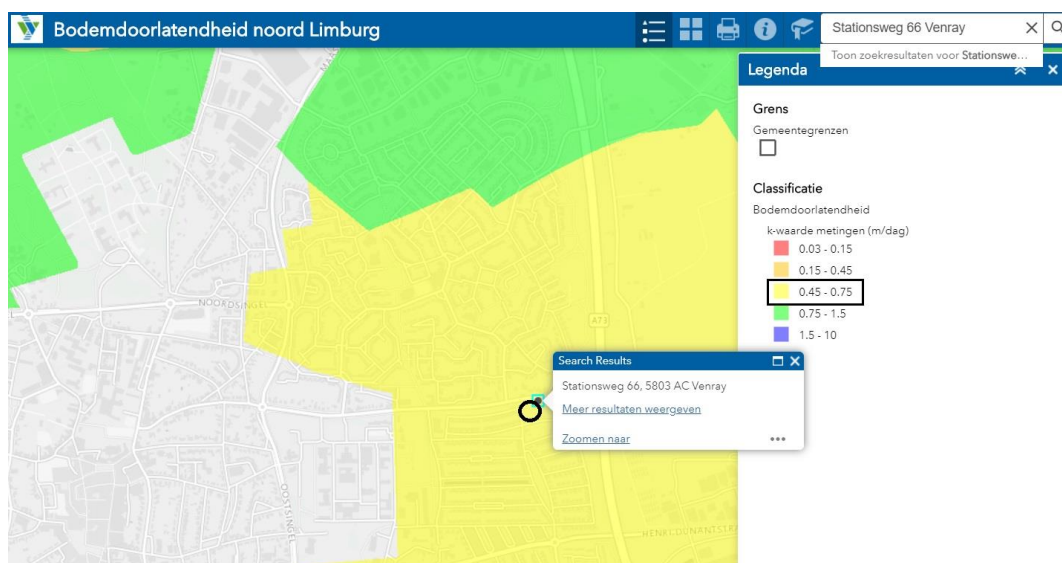 Bodemdoorlatendheid noord Limburg
Stationsweg 66 Venray
Toon zoekresultaten voor Stationswe...
Legenda
Grens
Gemeentegrenzen
Classificatie
Bodemdoorlatendheid
k-waarde metingen (m/dag)
0.03 - 0.15
0.15 - 0.45
0.45 - 0.75
0.75 - 1.5
1.5 - 10
NOORDSINGEL
A73
Search Results
Stationsweg 66, 5803 AC Venray
Meer resultaten weergeven
Zoomen naar
OOSTSINGEL